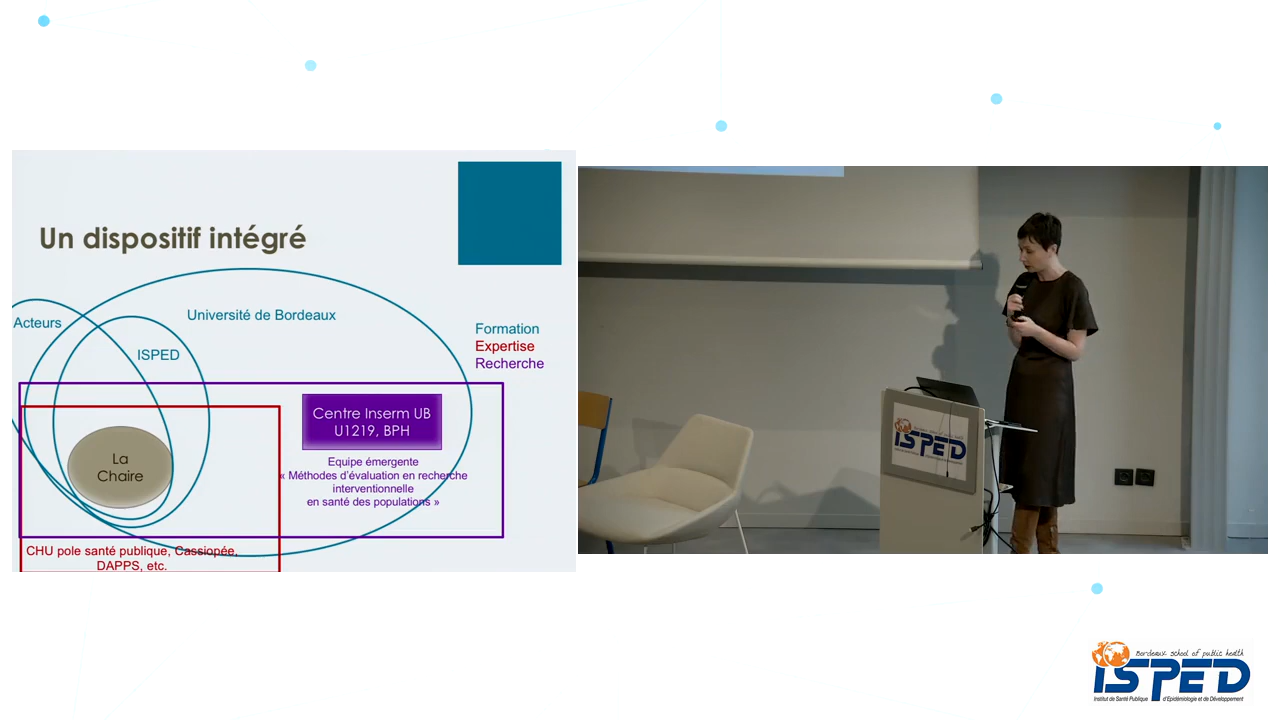 Un dispositif intégré
Université de Bordeaux
Acteurs
ISPED
Formation
Expertise
Recherche
Centre Inserm UB
U1219, BPH
La
Chaire
Equipe émergente
« Méthodes d'évaluation en recherche
interventionnelle
en santé des populations »
CHU pole santé publique, Cassiopée,
DAPPS, etc.
ISPED
Bordeaux school of public health
ISPED
Institut de Santé Publique d'Epidémiologie et de Développement